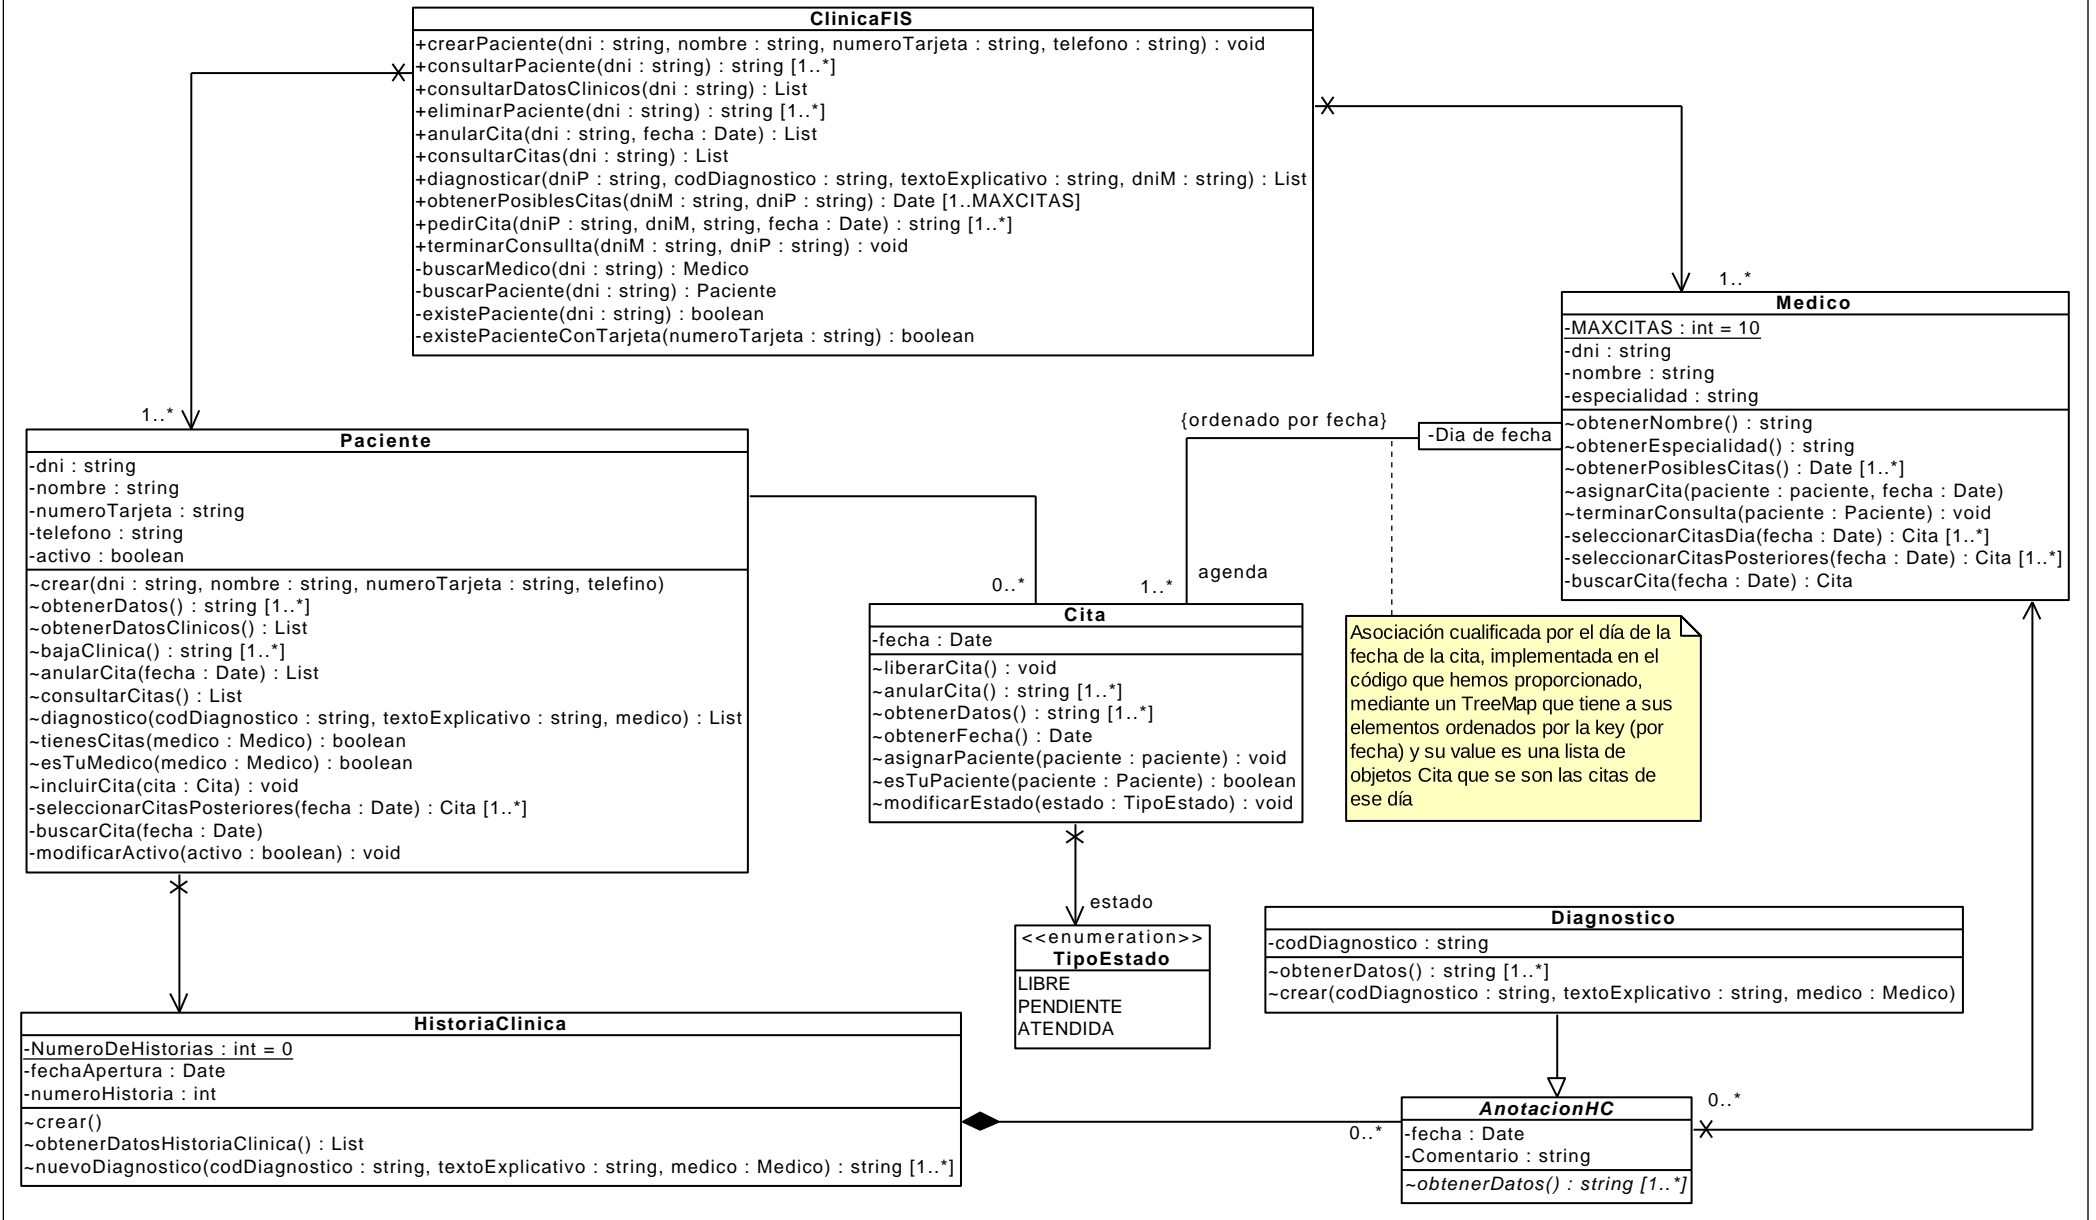 ClinicaFIS
+crearPaciente(dni : string, nombre : string, numeroTarjeta : string, telefono : string) : void
+consultarPaciente(dni : string) : string [1..*]
+consultarDatosClinicos(dni : string) : List
+eliminarPaciente(dni : string) : string [1..*]
+anularCita(dni : string, fecha : Date) : List
+consultarCitas(dni : string) : List
+diagnosticar(dniP : string, codDiagnostico : string, textoExplicativo : string, dniM : string) : List
+obtenerPosiblesCitas(dniM : string, dniP : string) : Date [1..MAXCITAS]
+pedirCita(dniP : string, dniM, string, fecha : Date) : string [1..*]
+terminarConsullta(dniM : string, dniP : string) : void
-buscarMedico(dni : string) : Medico
-buscarPaciente(dni : string) : Paciente
-existePaciente(dni : string) : boolean
-existePacienteConTarjeta(numeroTarjeta : string) : boolean
1..*
Medico
-MAXCITAS : int = 10
-dni : string
-nombre : string
-especialidad : string
~obtenerNombre() : string
~obtenerEspecialidad() : string
~obtenerPosiblesCitas() : Date [1..*]
~asignarCita(paciente : paciente, fecha : Date)
~terminarConsulta(paciente : Paciente) : void
-seleccionarCitasDia(fecha : Date) : Cita [1..*]
-seleccionarCitasPosteriores(fecha : Date) : Cita [1..*]
-buscarCita(fecha : Date) : Cita
1..*
Paciente
-dni : string
-nombre : string
-numeroTarjeta : string
-telefono : string
-activo : boolean
~crear(dni : string, nombre : string, numeroTarjeta : string, telefino)
~obtenerDatos() : string [1..*]
~obtenerDatosClinicos() : List
~bajaClinica() : string [1..*]
~anularCita(fecha : Date) : List
~consultarCitas() : List
~diagnostico(codDiagnostico : string, textoExplicativo : string, medico) : List
~tienesCitas(medico : Medico) : boolean
~esTuMedico(medico : Medico) : boolean
~incluirCita(cita : Cita) : void
-seleccionarCitasPosteriores(fecha : Date) : Cita [1..*]
-buscarCita(fecha : Date)
-modificarActivo(activo : boolean) : void
{ordenado por fecha}
-Dia de fecha
0..*
1..*
agenda
Cita
-fecha : Date
~liberarCita() : void
~anularCita() : string [1..*]
~obtenerDatos() : string [1..*]
~obtenerFecha() : Date
~asignarPaciente(paciente : paciente) : void
~esTuPaciente(paciente : Paciente) : boolean
~modificarEstado(estado : TipoEstado) : void
Asociación cualificada por el día de la
fecha de la cita, implementada en el
código que hemos proporcionado,
mediante un TreeMap que tiene a sus
elementos ordenados por la key (por
fecha) y su value es una lista de
objetos Cita que se son las citas de
ese día
estado
<<enumeration>>
TipoEstado
LIBRE
PENDIENTE
ATENDIDA
Diagnostico
-codDiagnostico : string
~obtenerDatos() : string [1..*]
~crear(codDiagnostico : string, textoExplicativo : string, medico : Medico)
HistoriaClinica
-NumeroDeHistorias : int = 0
-fechaApertura : Date
-numeroHistoria : int
~crear()
~obtenerDatosHistoriaClinica() : List
~nuevoDiagnostico(codDiagnostico : string, textoExplicativo : string, medico : Medico) : string [1..*]
0..*
AnotacionHC
-fecha : Date
-Comentario : string
~obtenerDatos() : string [1..*]
0..*